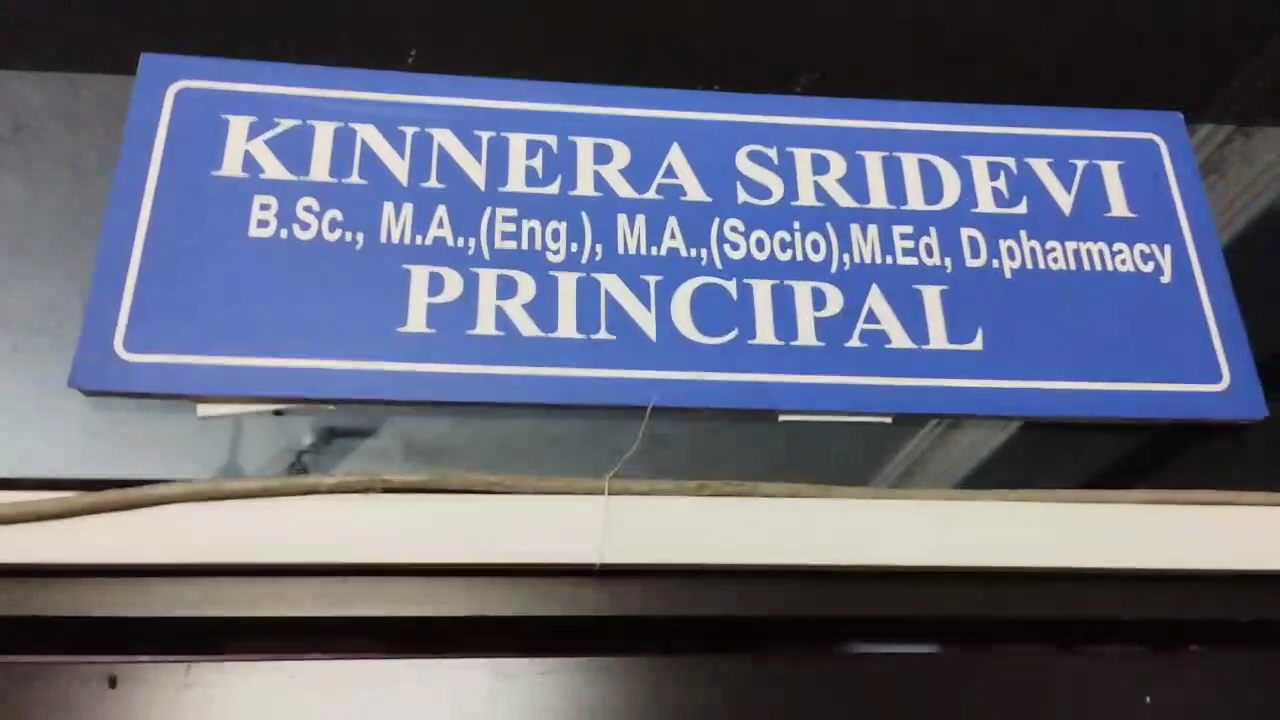 KINNERA SRIDEVI
B.Sc., M.A.,(Eng.), M.A.,(Socio),M.Ed, D.pharmacy
PRINCIPAL